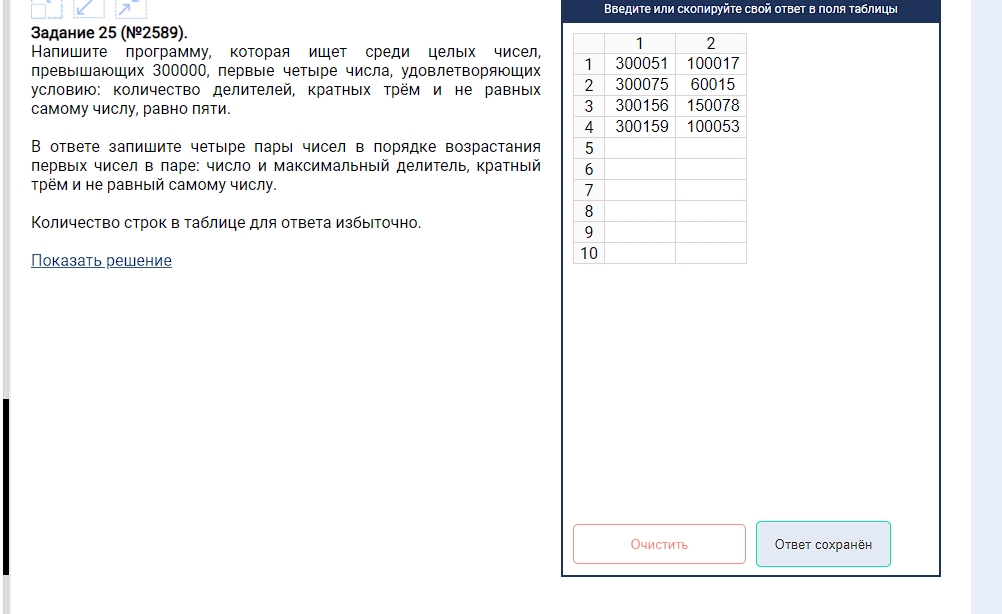 Задание 25 (№2589).
Напишите программу, которая ищет среди целых чисел,
превышающих 300000, первые четыре числа, удовлетворяющих
условию: количество делителей, кратных трём и не равных
самому числу, равно пяти.
В ответе запишите четыре пары чисел в порядке возрастания
первых чисел в паре: число и максимальный делитель, кратный
трём и не равный самому числу.
Количество строк в таблице для ответа избыточно.
Показать решение
Введите или скопируйте свой ответ в поля таблицы
1 2
1 300051 100017
2 300075 60015
3 300156 150078
4 300159 100053
5
6
7
8
9
10
Очистить
Ответ сохранён